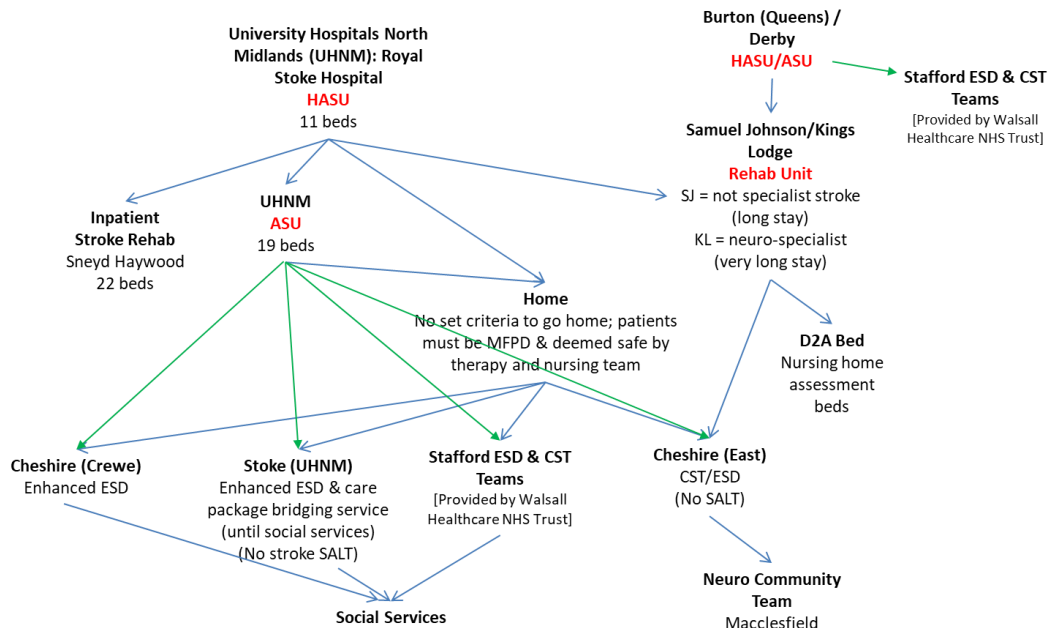 University Hospitals North
Midlands (UHNM): Royal
Stoke Hospital
HASU
11 beds
Burton (Queens) /
Derby
HASU/ASU
Stafford ESD & CST
Teams
[Provided by Walsall
Healthcare NHS Trust]
Samuel Johnson/Kings
Lodge
Rehab Unit
SJ = not specialist stroke
(long stay)
KL = neuro-specialist
(very long stay)
Inpatient
Stroke Rehab
Sneyd Haywood
22 beds
UHNM
ASU
19 beds
Home
No set criteria to go home; patients
must be MFPD & deemed safe by
therapy and nursing team
D2A Bed
Nursing home
assessment
beds
Cheshire (Crewe)
Enhanced ESD
Stoke (UHNM)
Enhanced ESD & care
package bridging service
(until social services)
(No stroke SALT)
Stafford ESD & CST
Teams
[Provided by Walsall
Healthcare NHS Trust]
Cheshire (East)
CST/ESD
(No SALT)
Neuro Community
Team
Macclesfield
Social Services